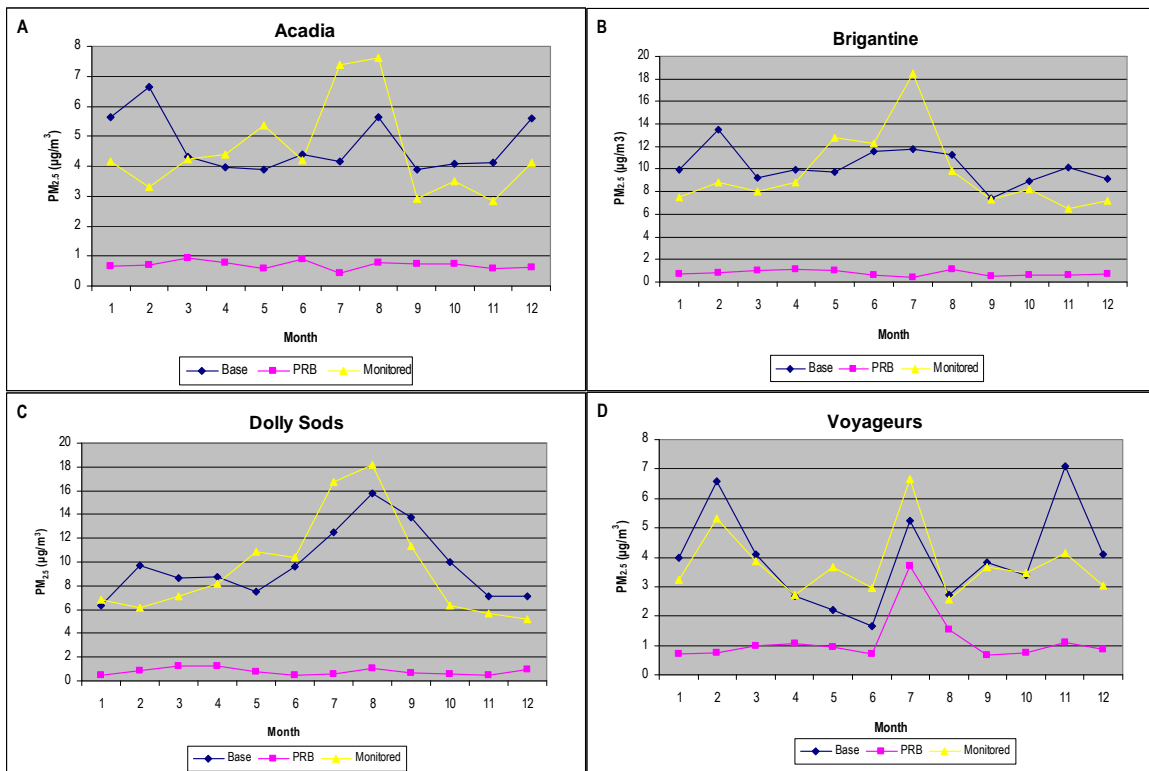 A
Acadia
8
7
6
5
4
3
2
1
0
PM2.5 (µg/m³)
1 2 3 4 5 6 7 8 9 10 11 12
Month
Base PRB Monitored
B
Brigantine
20
18
16
14
12
10
8
6
4
2
0
PM2.5 (µg/m3)
1 2 3 4 5 6 7 8 9 10 11 12
Month
Base PRB Monitored
C
Dolly Sods
20
18
16
14
12
10
8
6
4
2
0
PM2.5 (µg/m³)
1 2 3 4 5 6 7 8 9 10 11 12
Month
Base PRB Monitored
D
Voyageurs
8
7
6
5
4
3
2
1
0
PM2.5 (µg/m³)
1 2 3 4 5 6 7 8 9 10 11 12
Month
Base PRB Monitored